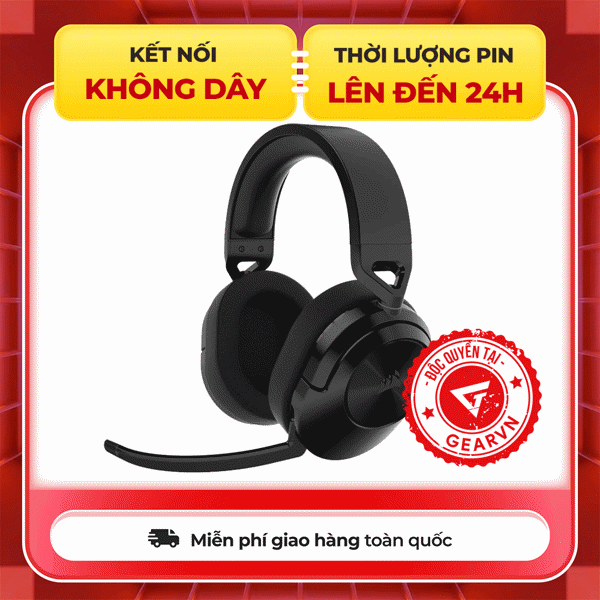 KẾT NỐI
KHÔNG DÂY
THỜI LƯỢNG PIN
LÊN ĐẾN 24H
ĐỘC QUYỀN TẠI
GEARVN
Miễn phí giao hàng toàn quốc